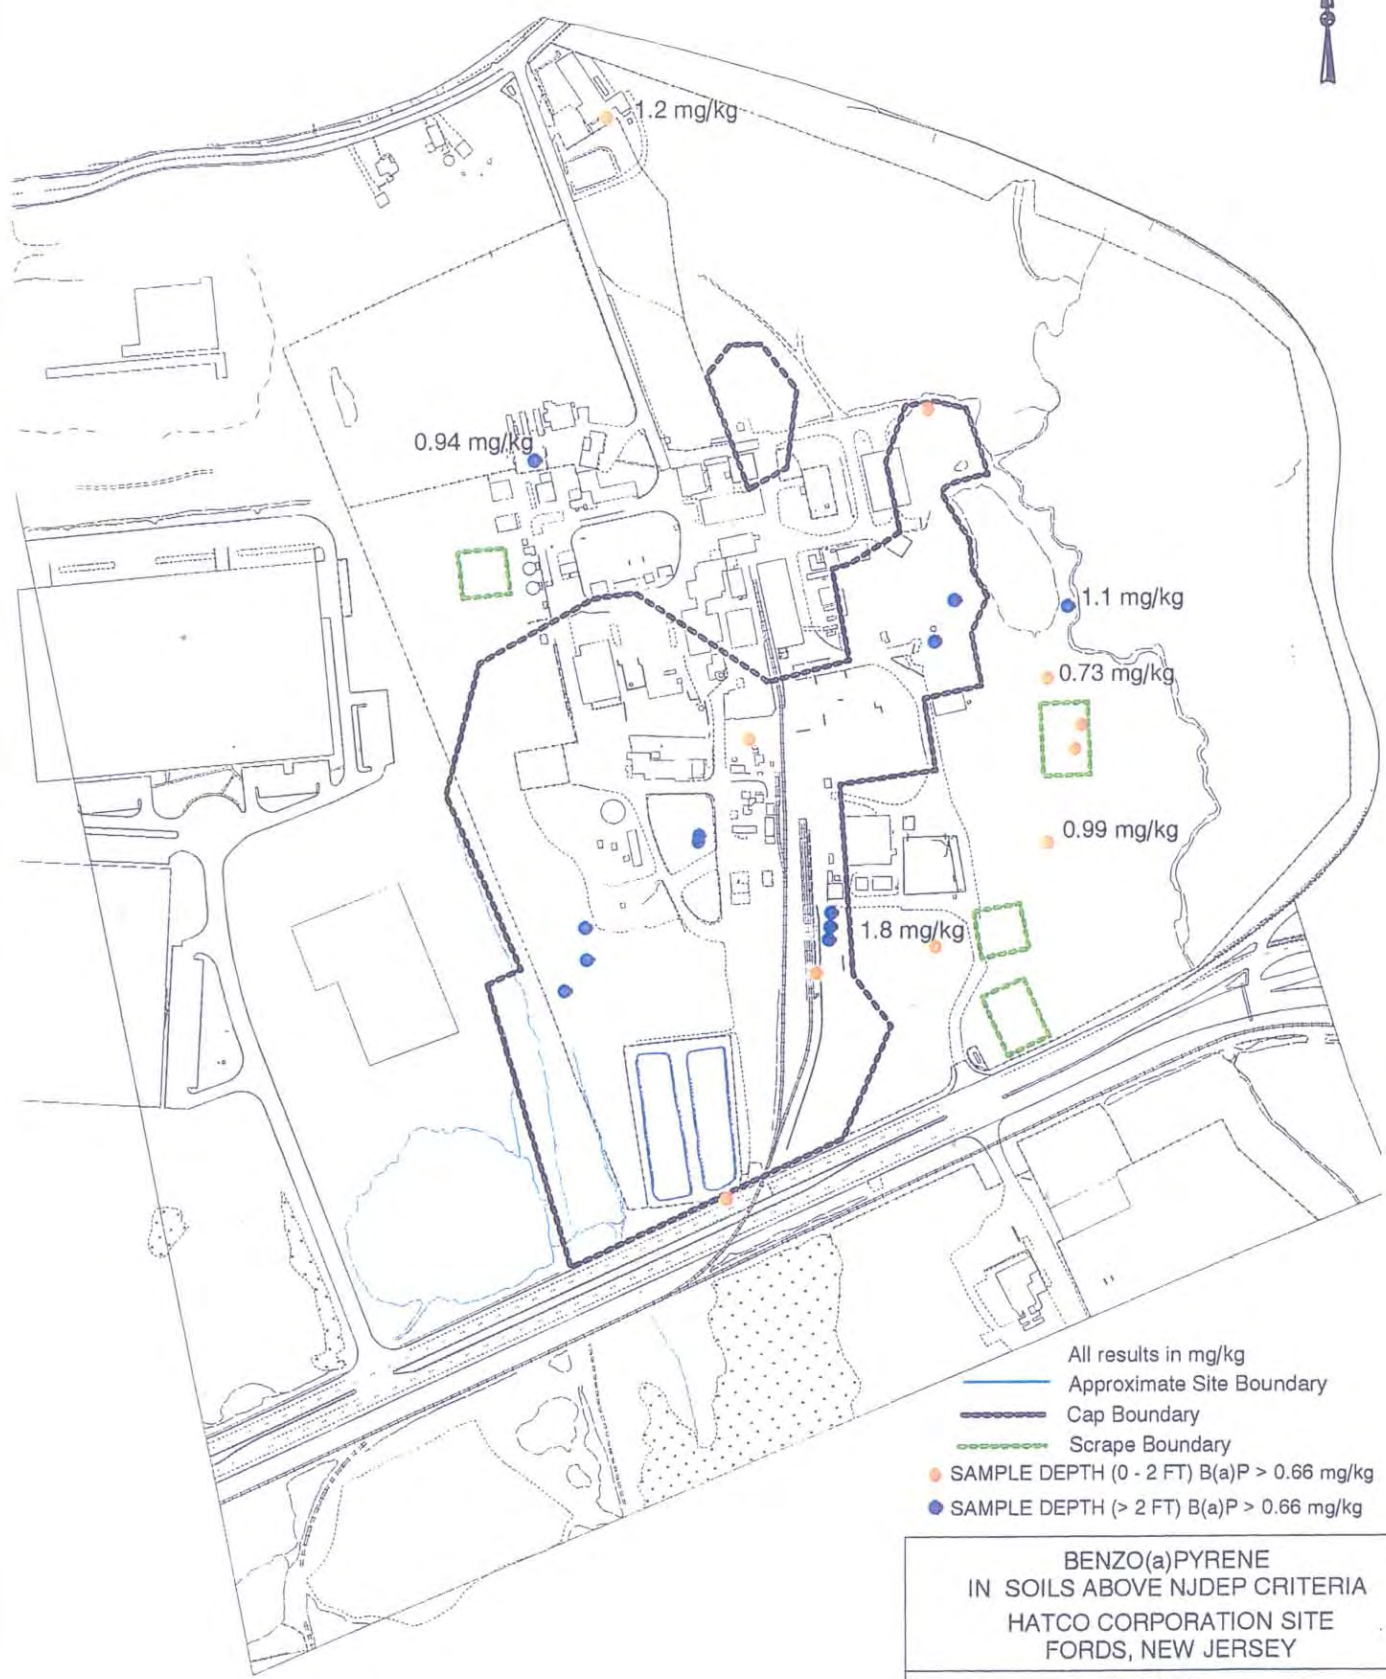 1.2 mg/kg
0.94 mg/kg
1.1 mg/kg
0.73 mg/kg
0.99 mg/kg
1.8 mg/kg
All results in mg/kg
Approximate Site Boundary
Cap Boundary
Scrape Boundary
SAMPLE DEPTH (0 - 2 FT) B(a)P > 0.66 mg/kg
SAMPLE DEPTH (> 2 FT) B(a)P > 0.66 mg/kg
BENZO(a)PYRENE
IN SOILS ABOVE NJDEP CRITERIA
HATCO CORPORATION SITE
FORDS, NEW JERSEY